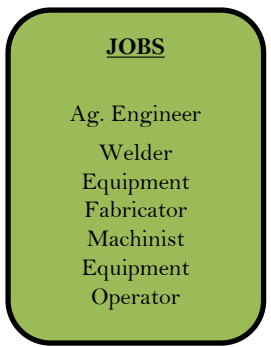 JOBS
Ag. Engineer
Welder
Equipment
Fabricator
Machinist
Equipment
Operator